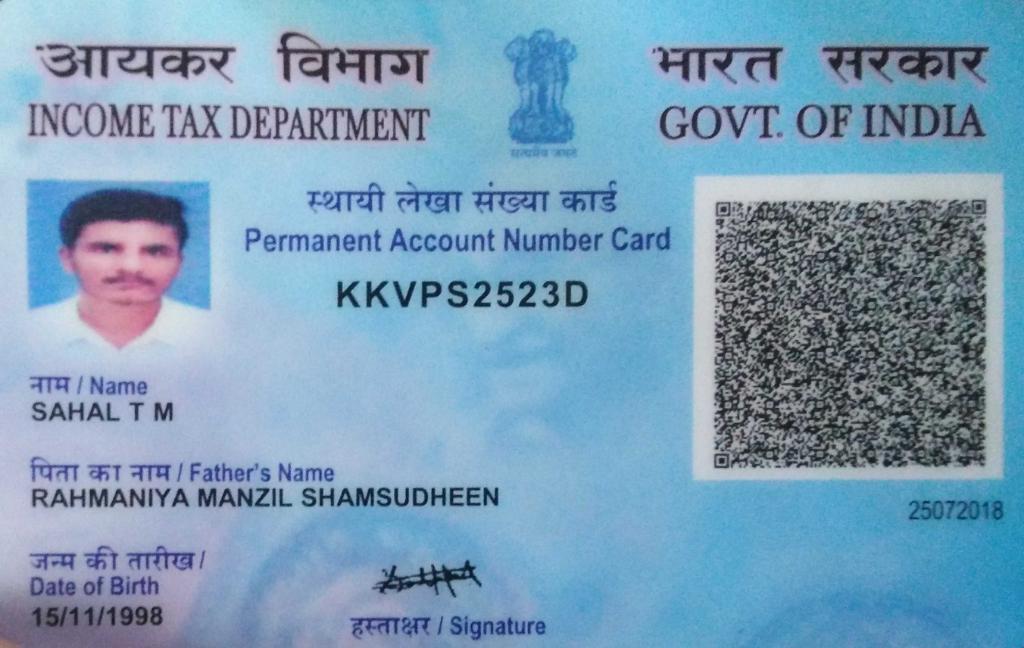 आयकर विभाग
INCOME TAX DEPARTMENT
सत्यमेव जयते
भारत सरकार
GOVT. OF INDIA
स्थायी लेखा संख्या कार्ड
Permanent Account Number Card
KKVPS2523D
नाम / Name
SAHAL T M
पिता का नाम / Father's Name
RAHMANIYA MANZIL SHAMSUDHEEN
25072018
जन्म की तारीख /
Date of Birth
15/11/1998
हस्ताक्षर / Signature